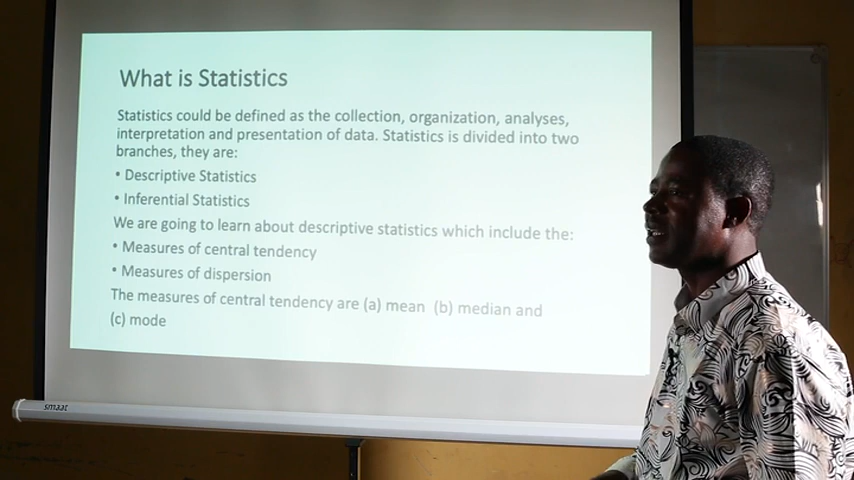 What is Statistics
Statistics could be defined as the collection, organization, analyses,
interpretation and presentation of data. Statistics is divided into two
branches, they are:
• Descriptive Statistics
• Inferential Statistics
We are going to learn about descriptive statistics which include the:
• Measures of central tendency
• Measures of dispersion
The measures of central tendency are (a) mean (b) median and
(c) mode
smaat